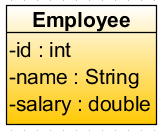 Employee
-id : int
-name : String
-salary : double